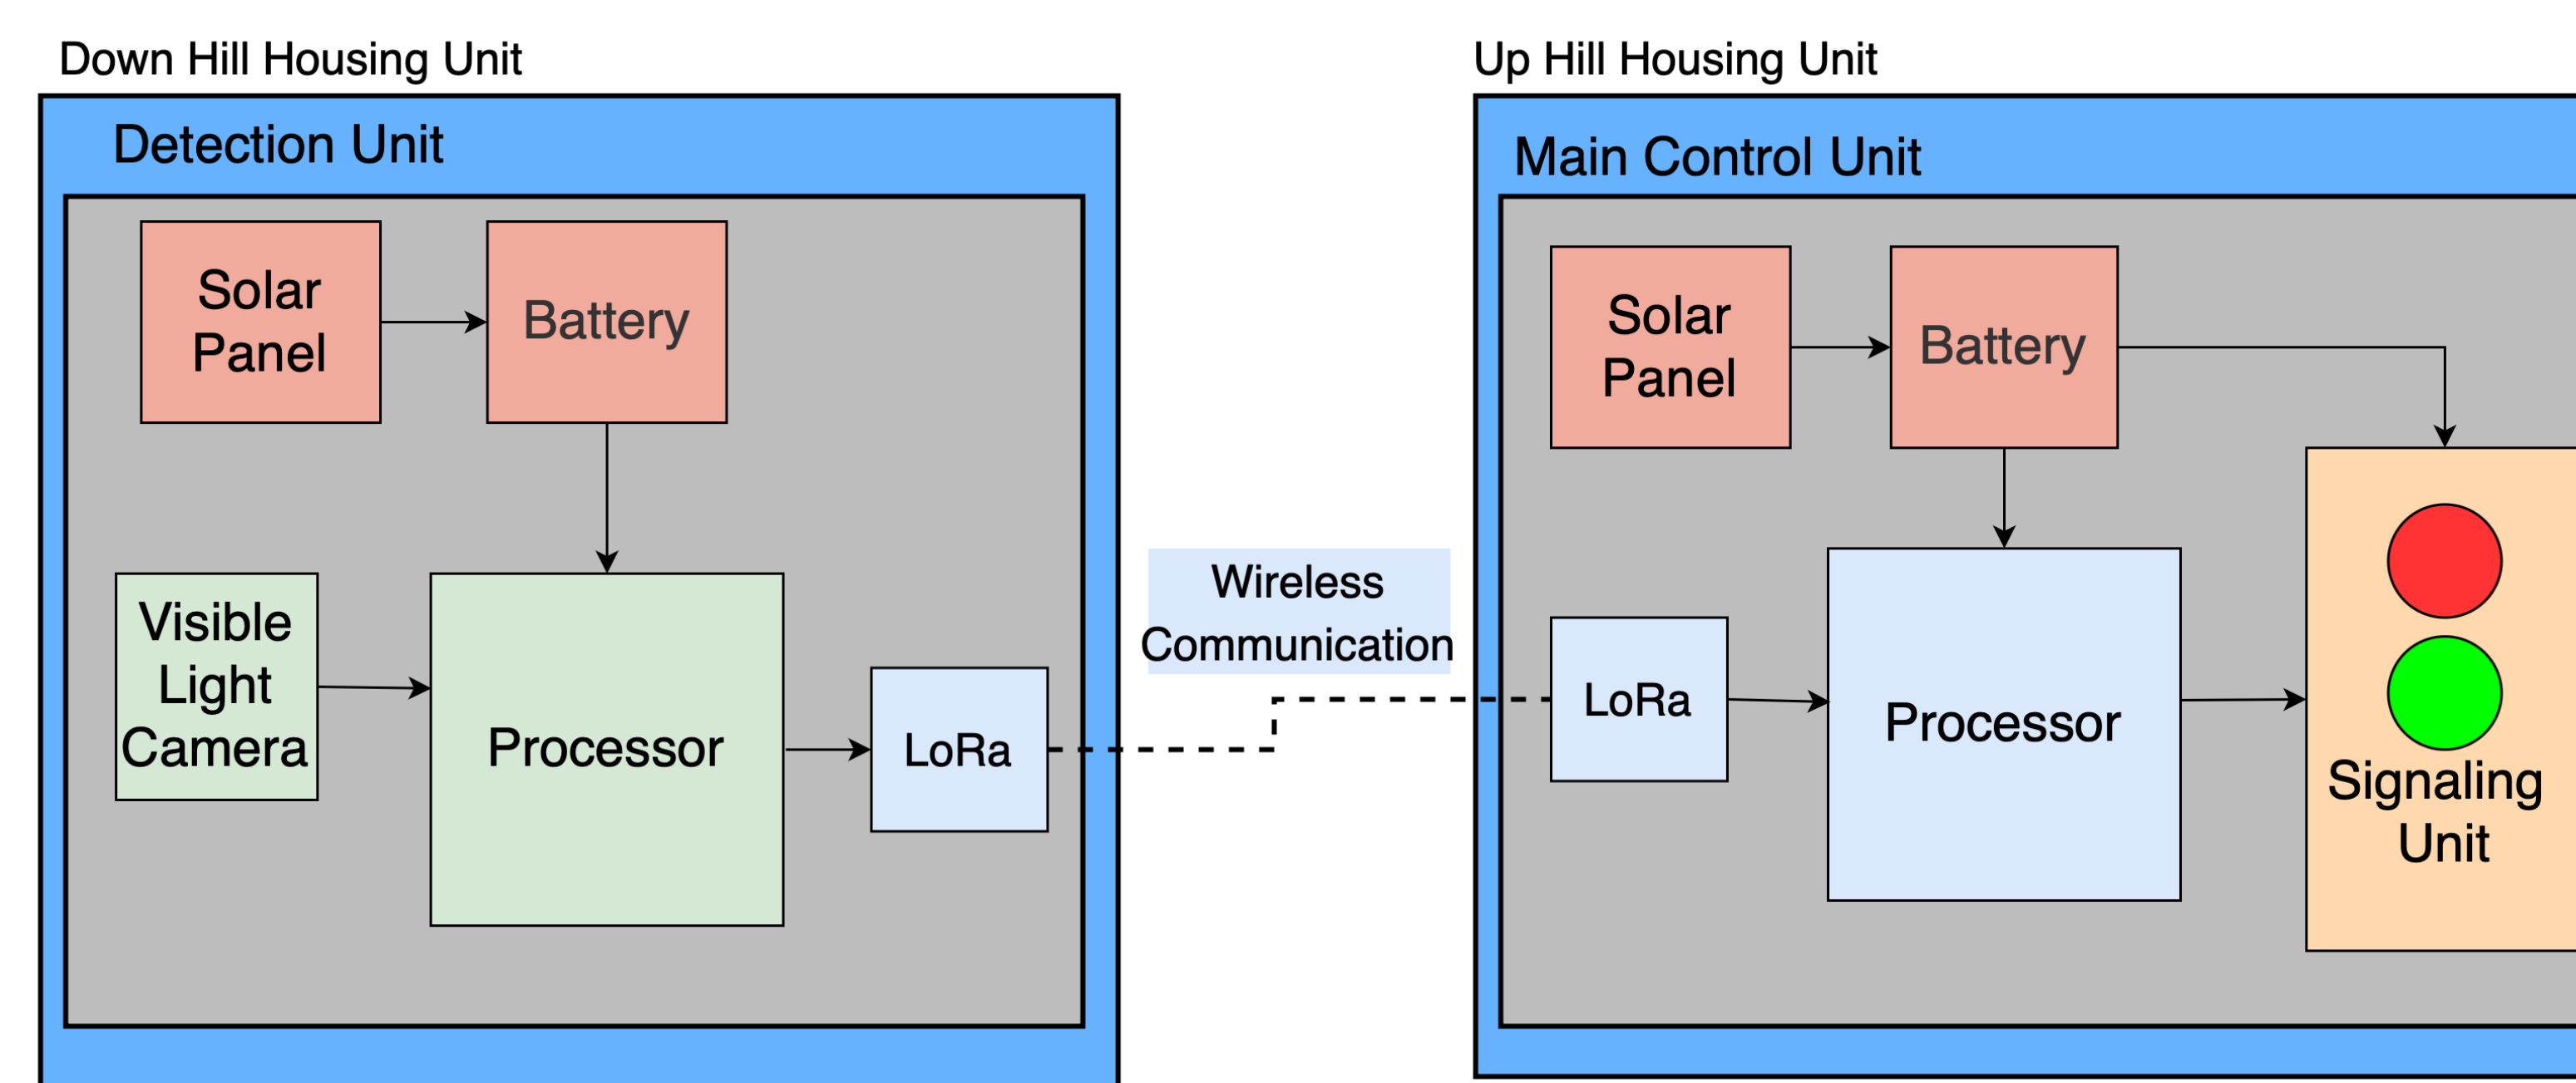 Down Hill Housing Unit
Detection Unit
Solar
Panel
Battery
Visible
Light
Camera
Processor
LoRa
Wireless
Communication
Up Hill Housing Unit
Main Control Unit
Solar
Panel
Battery
LoRa
Processor
Signaling
Unit